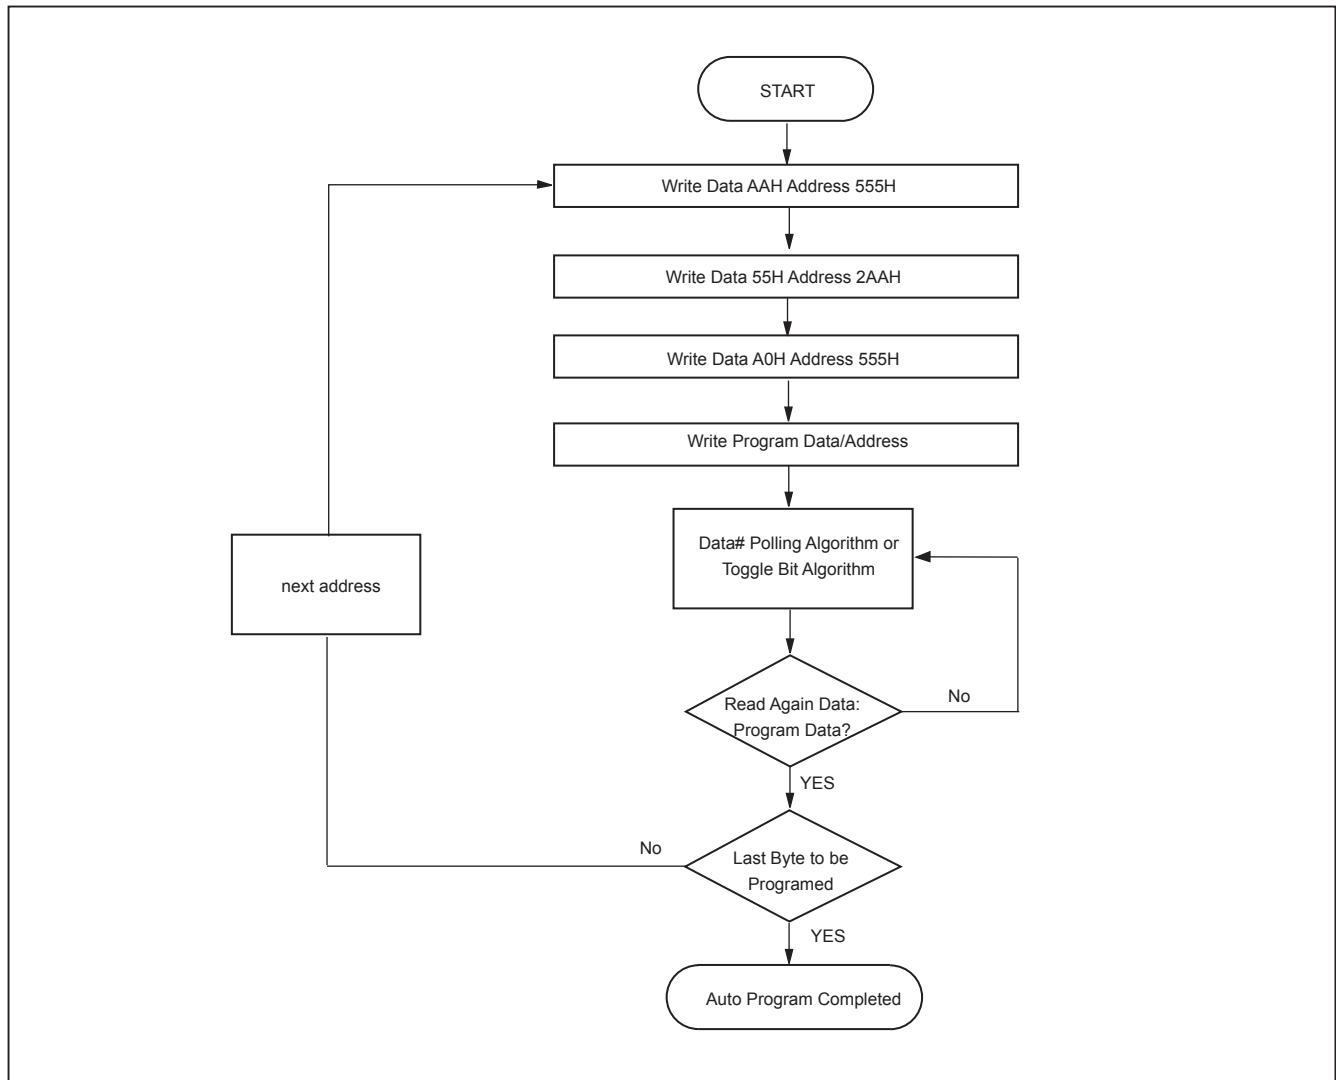 START
Write Data AAH Address 555H
Write Data 55H Address 2AAH
Write Data A0H Address 555H
Write Program Data/Address
Data# Polling Algorithm or
Toggle Bit Algorithm
next address
Read Again Data:
Program Data?
No
YES
No
Last Byte to be
Programed
YES
Auto Program Completed